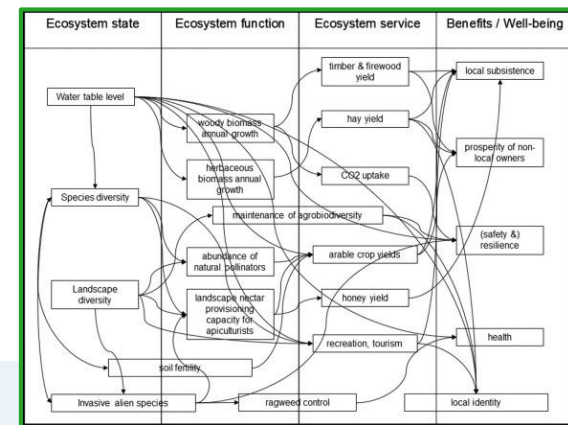 Ecosystem state
Ecosystem function
Ecosystem service
Benefits / Well-being
Water table level
Species diversity
Landscape
diversity
Invasive alien species
woody biomass
annual growth
herbaceous
biomass annual
growth
maintenance of agrobiodiversity
abundance of
natural pollinators
landscape nectar
provisioning
capacity for
apiculturists
soil fertility
ragweed control
timber & firewood
yield
hay yield
CO2 uptake
arable crop yields
honey yield
recreation, tourism
local subsistence
prosperity of non-
local owners
(safety &)
resilience
health
local identity